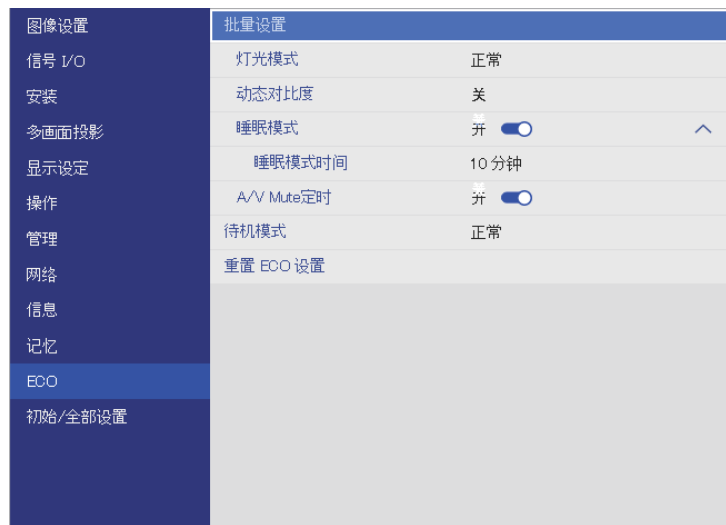 图像设置
信号 I/O
安装
多画面投影
显示设定
操作
管理
网络
信息
记忆
ECO
初始/全部设置
批量设置
灯光模式 正常
动态对比度 关
睡眠模式 开
睡眠模式时间 10 分钟
A/V Mute定时 开
待机模式 正常
重置 ECO 设置